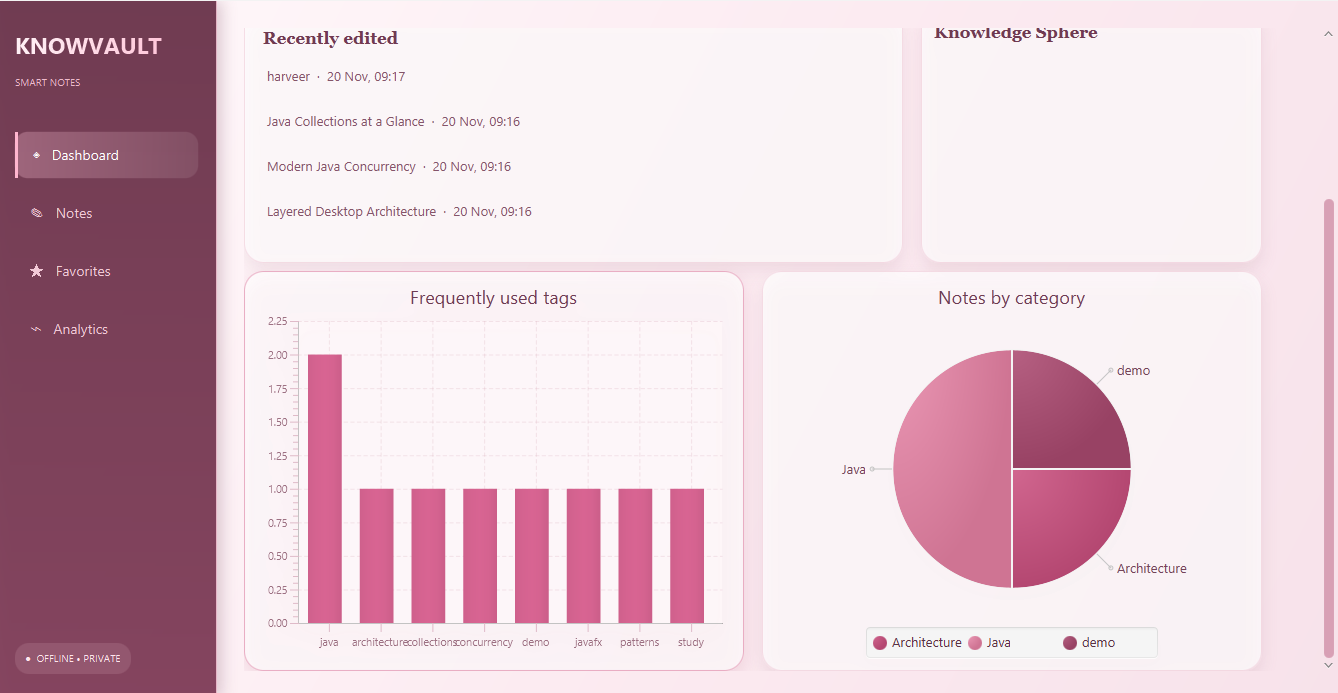 KNOWVAULT
SMART NOTES
Dashboard
Notes
Favorites
Analytics
OFFLINE • PRIVATE
Recently edited
harveer · 20 Nov, 09:17
Java Collections at a Glance · 20 Nov, 09:16
Modern Java Concurrency · 20 Nov, 09:16
Layered Desktop Architecture · 20 Nov, 09:16
Knowledge Sphere
Frequently used tags
2.25
2.00
1.75
1.50
1.25
1.00
0.75
0.50
0.25
0.00
java architecture collections concurrency demo javafx patterns study
Notes by category
demo
Java
Architecture
Architecture Java demo